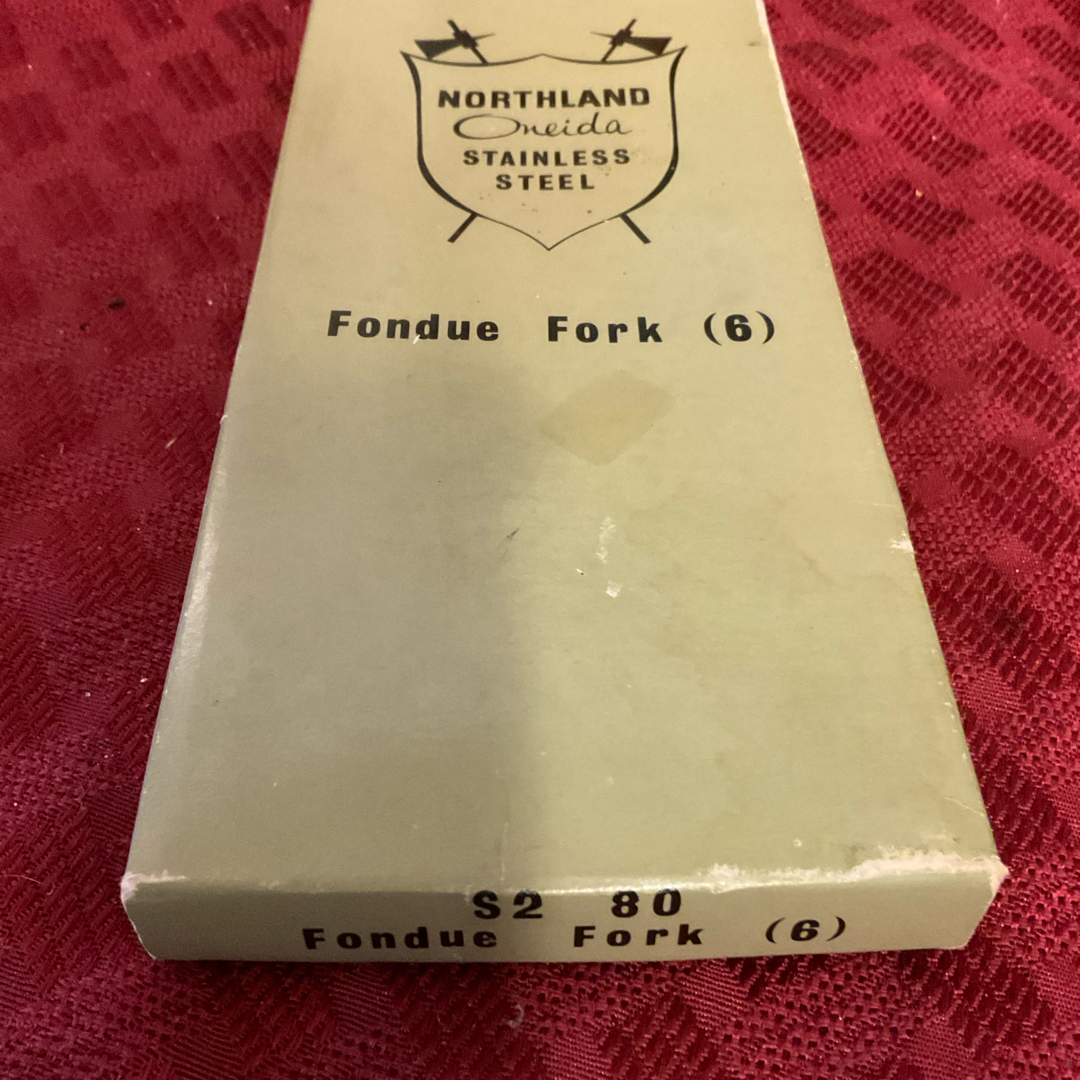 NORTHLAND
Oneida
STAINLESS
STEEL
Fondue Fork (6)
S2 80
Fondue Fork (6)